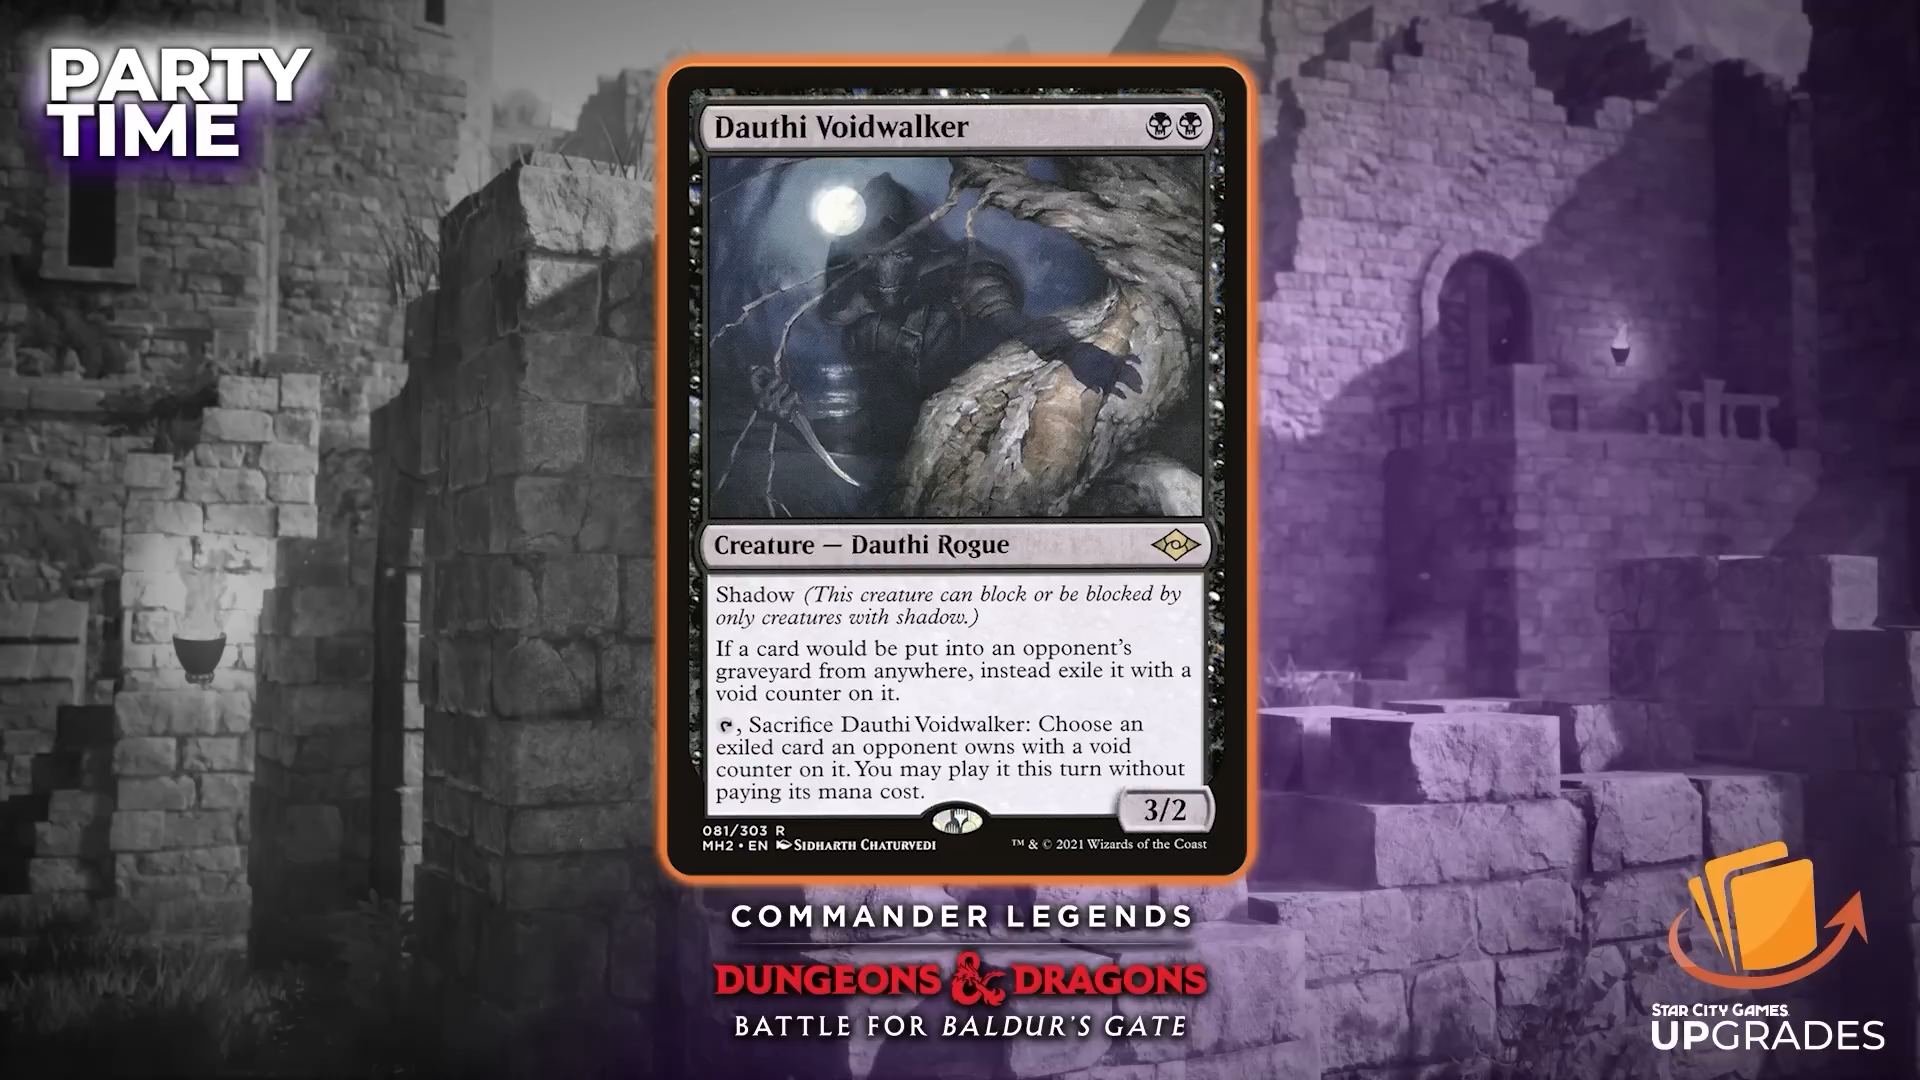 PARTY
TIME
Dauthi Voidwalker
Creature — Dauthi Rogue
Shadow (This creature can block or be blocked by
only creatures with shadow.)
If a card would be put into an opponent's
graveyard from anywhere, instead exile it with a
void counter on it.
, Sacrifice Dauthi Voidwalker: Choose an
exiled card an opponent owns with a void
counter on it. You may play it this turn without
paying its mana cost.
3/2
081/303 R
MH2 • EN SIDHARTH CHATURVEDI
™ & © 2021 Wizards of the Coast
COMMANDER LEGENDS
DUNGEONS & DRAGONS
BATTLE FOR BALDUR'S GATE
STAR CITY GAMES
UPGRADES